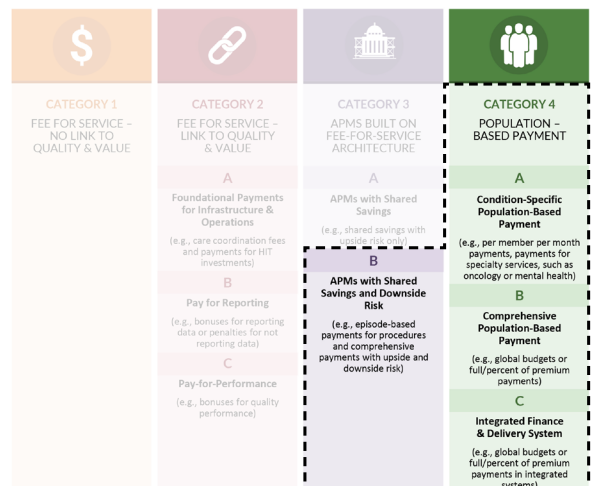 $
CATEGORY 1
FEE FOR SERVICE –
NO LINK TO
QUALITY & VALUE
CATEGORY 2
FEE FOR SERVICE –
LINK TO QUALITY
& VALUE
A
Foundational Payments
for Infrastructure &
Operations
(e.g., care coordination fees
and payments for HIT
investments)
B
Pay for Reporting
(e.g., bonuses for reporting
data or penalties for not
reporting data)
C
Pay-for-Performance
(e.g., bonuses for quality
performance)
CATEGORY 3
APMS BUILT ON
FEE-FOR-SERVICE
ARCHITECTURE
A
APMs with Shared
Savings
(e.g., shared savings with
upside risk only)
B
APMs with Shared
Savings and Downside
Risk
(e.g., episode-based
payments for procedures
and comprehensive
payments with upside and
downside risk)
CATEGORY 4
POPULATION –
BASED PAYMENT
A
Condition-Specific
Population-Based
Payment
(e.g., per member per month
payments, payments for
specialty services, such as
oncology or mental health)
B
Comprehensive
Population-Based
Payment
(e.g., global budgets or
full/percent of premium
payments)
C
Integrated Finance
& Delivery System
(e.g., global budgets or
full/percent of premium
payments in integrated
systems)